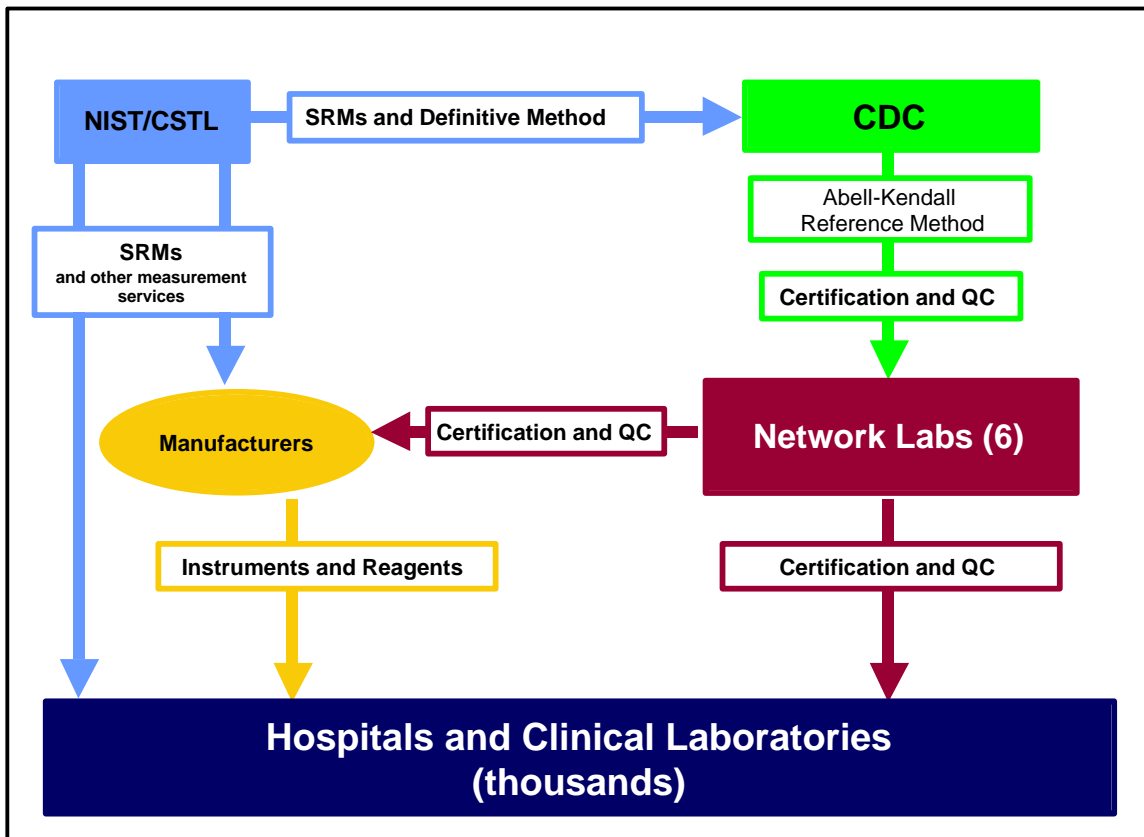 NIST/CSTL
SRMs and Definitive Method
CDC
Abell-Kendall
Reference Method
SRMs
and other measurement
services
Certification and QC
Manufacturers
Certification and QC
Network Labs (6)
Instruments and Reagents
Certification and QC
Hospitals and Clinical Laboratories
(thousands)